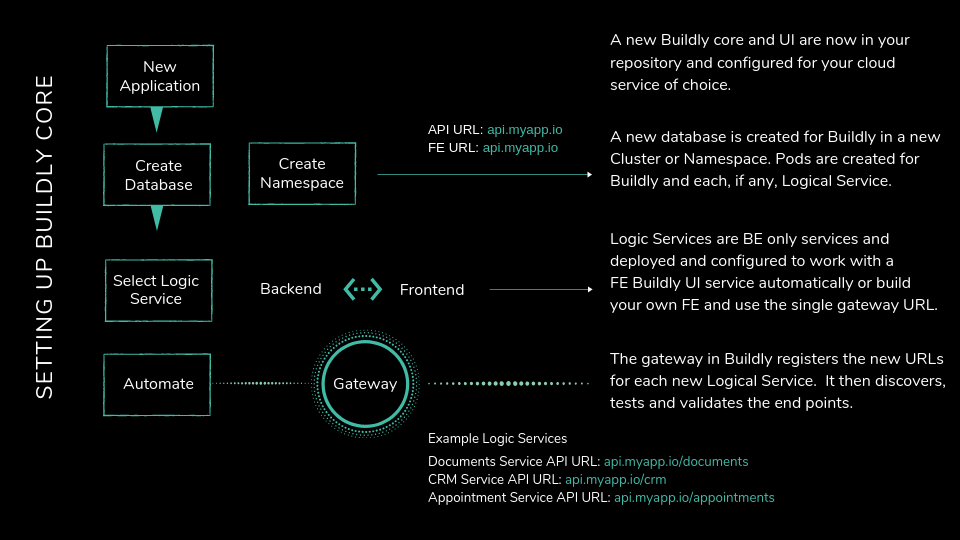 SETTING UP BUILDLY CORE
New
Application
A new Buildly core and UI are now in your
repository and configured for your cloud
service of choice.
Create
Database
Create
Namespace
API URL: api.myapp.io
FE URL: api.myapp.io
A new database is created for Buildly in a new
Cluster or Namespace. Pods are created for
Buildly and each, if any, Logical Service.
Select Logic
Service
Backend
Frontend
Logic Services are BE only services and
deployed and configured to work with a
FE Buildly UI service automatically or build
your own FE and use the single gateway URL.
Automate
Gateway
The gateway in Buildly registers the new URLs
for each new Logical Service.  It then discovers,
tests and validates the end points.
Example Logic Services
Documents Service API URL: api.myapp.io/documents
CRM Service API URL: api.myapp.io/crm
Appointment Service API URL: api.myapp.io/appointments